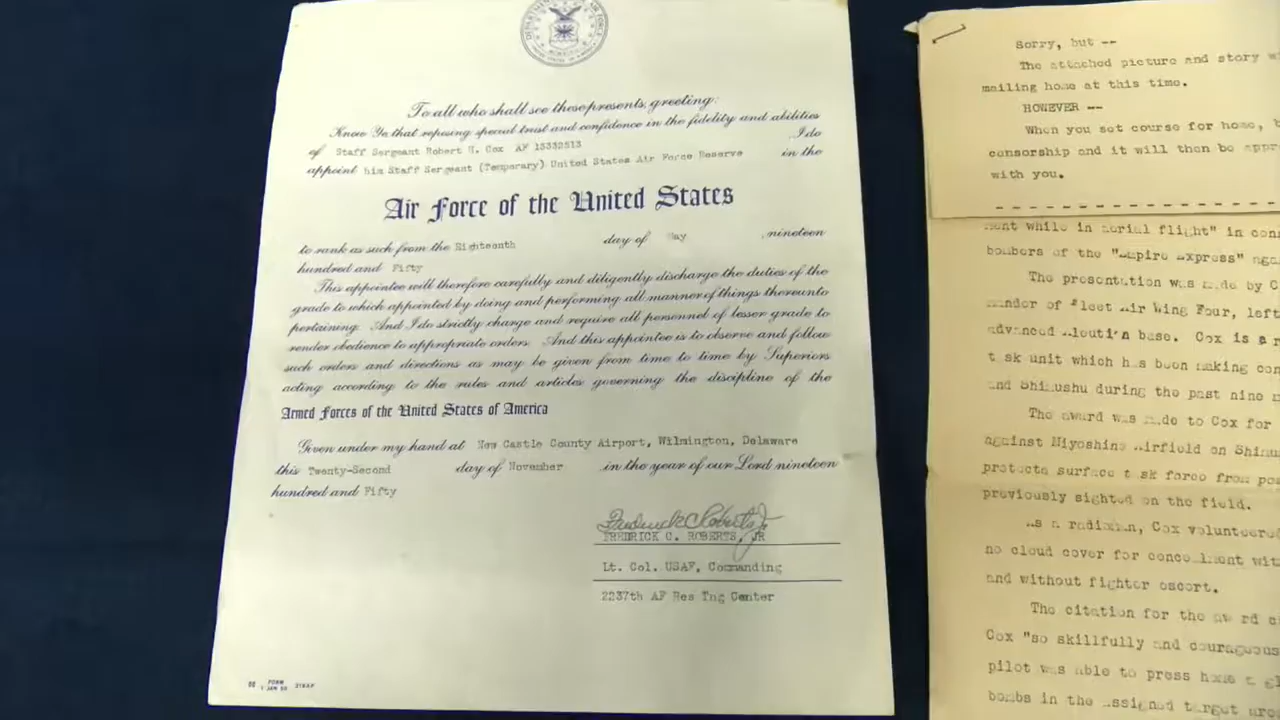 To all who shall see these presents, greeting:
Know Ye that reposing special trust and confidence in the fidelity and abilities
of Staff Sergeant Robert H. Cox AF 13332513 .I do
appoint him Staff Sergeant (Temporary) United States Air Force Reserve in the
Air Force of the United States
to rank as such from the Eighteenth day of May ,nineteen
hundred and Fifty
This appointee will therefore carefully and diligently discharge the duties of the
grade to which appointed by doing and performing all manner of things thereunto
pertaining. And I do strictly charge and require all personnel of lesser grade to
render obedience to appropriate orders. And this appointee is to observe and follow
such orders and directions as may be given from time to time by Superiors
acting according to the rules and articles governing the discipline of the
Armed Forces of the United States of America
Given under my hand at New Castle County Airport, Wilmington, Delaware
this Twenty-Second day of November in the year of our Lord nineteen
hundred and Fifty
Fredrick C Roberts Jr
FREDRICK C. ROBERTS, JR
Lt. Col. USAF, Commanding
2237th AF Res Tng Center
FORM
Sorry, but --
The attached picture and story
mailing home at this time.
HOWEVER --
When you set course for home,
censorship and it will then be
with you.
while in aerial flight" in
bombers of the "Empire Express"
The presentation was made by
of Fleet Air Wing Four, left
advanced Aleutian base. Cox is a
task unit which has been making
and Shimushu during the past nine
The award was made to Cox for
against Miyoshino Airfield on
protects surface task force from
previously sighted on the field.
As a radioman, Cox volunteered
no cloud cover for concealment
and without fighter escort.
The citation for the award
Cox "so skillfully and
pilot was able to press home a
bombs in the assigned target